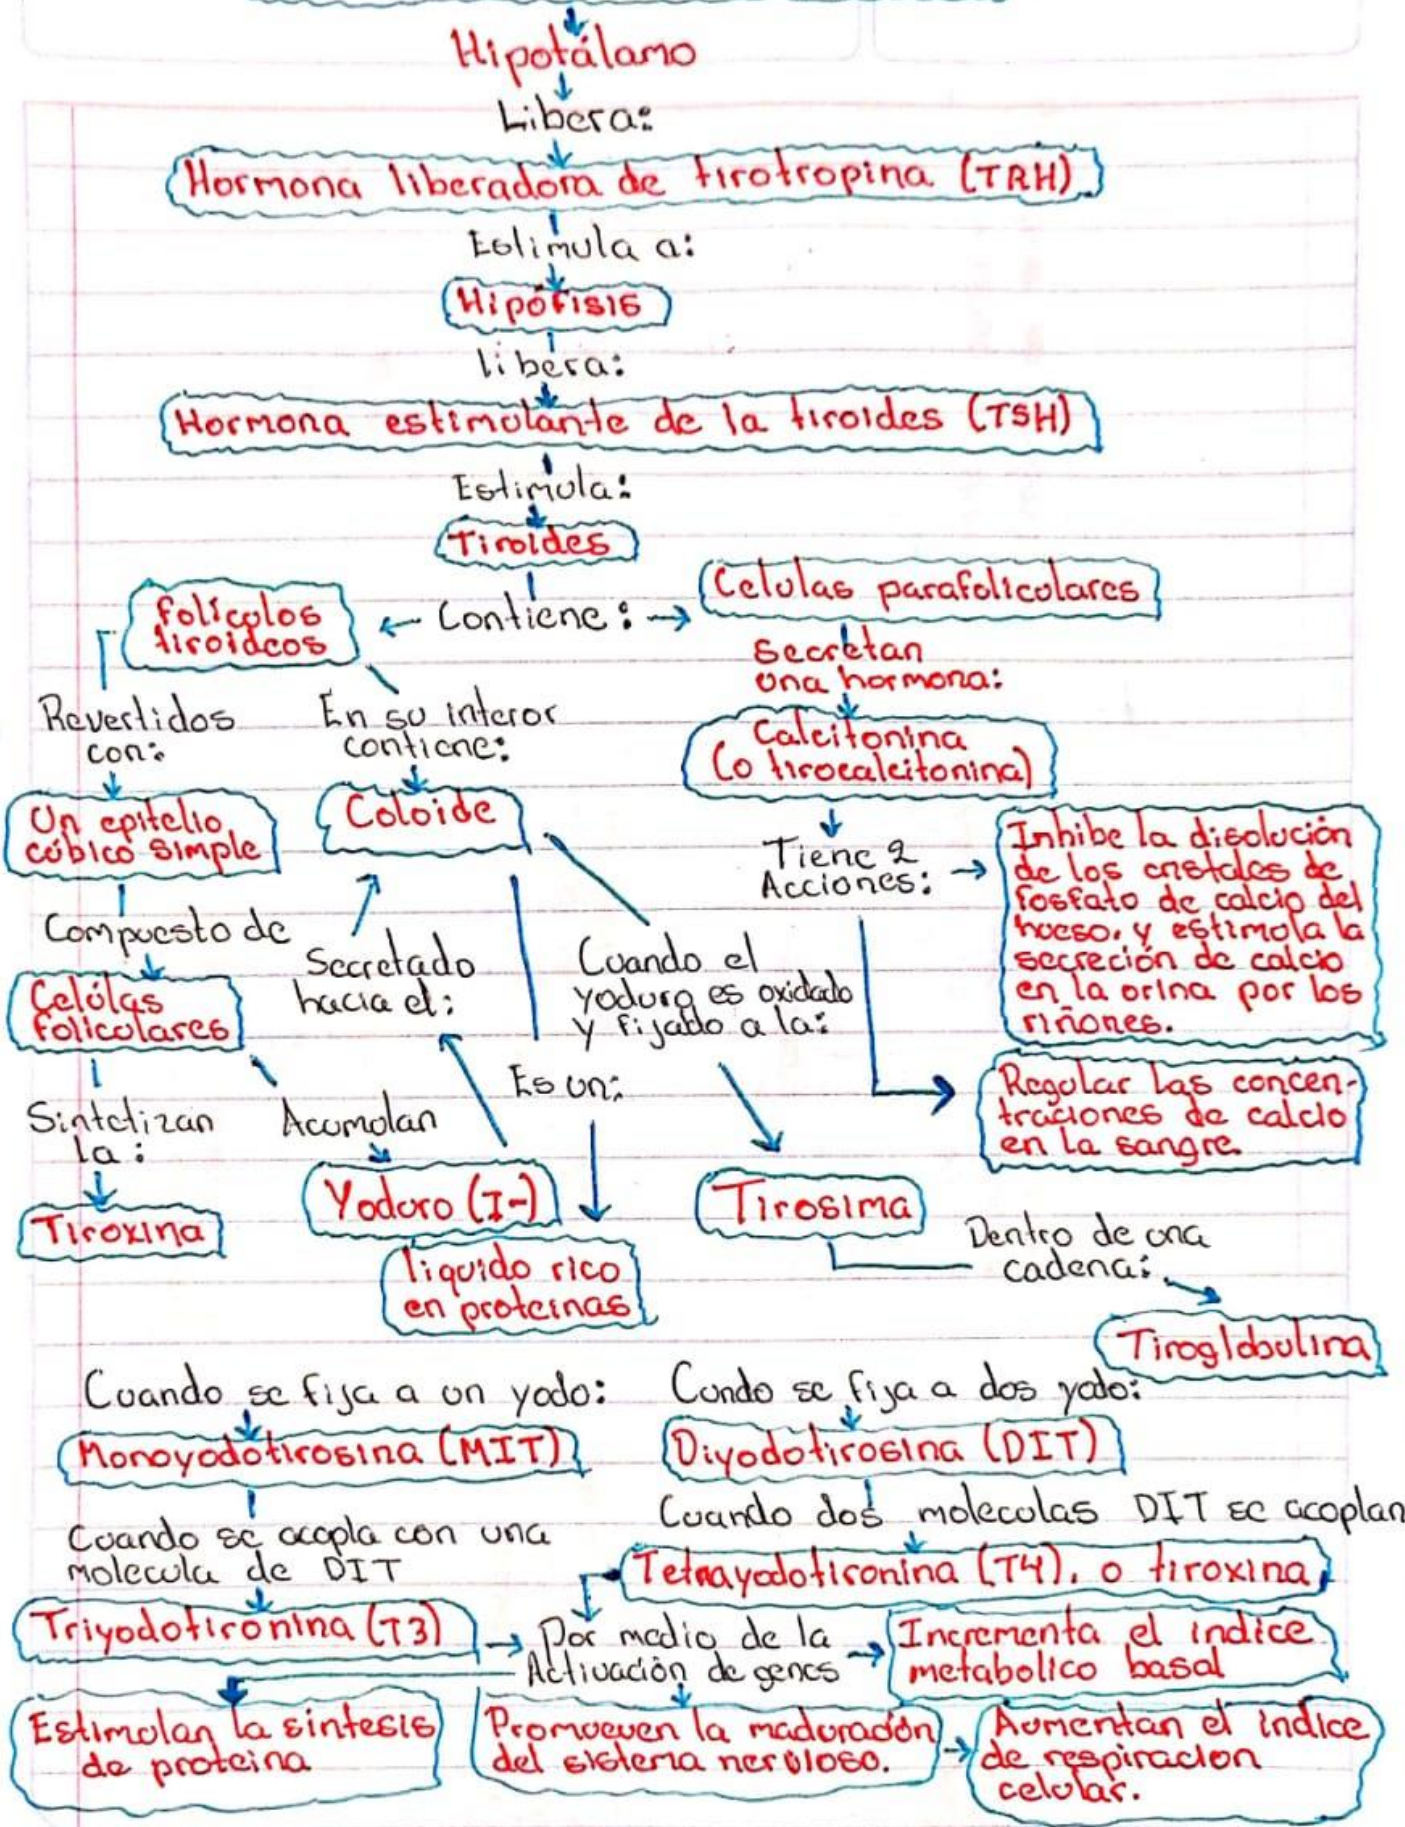 Hipotálamo
Libera:
Hormona liberadora de tirotropina (TRH)
Estimula a:
Hipófisis
libera:
Hormona estimulante de la tiroides (TSH)
Estimula:
Tiroides
Contiene:
Folículos
tiroideos
Celulas parafoliculares
Revertidos
con:
En su interor
contiene:
Secretan
una hormona:
Calcitonina
(o tirocalcitonina)
Un epitelio
cúbico simple
Coloide
Tiene 2
Acciones:
Inhibe la disolución
de los cristales de
fosfato de calcio del
hueso, y estimula la
secreción de calcio
en la orina por los
riñones.
Compuesto de
Secretado
hacia el:
Cuando el
yoduro es oxidado
y fijado a la:
Celúlas
foliculares
Es un:
Regular las concen-
traciones de calcio
en la sangre
Sintetizan
la:
Acumulan
Tiroxina
Yoduro (I-)
Tirosima
liquido rico
en proteinas
Dentro de una
cadena:
Tiroglobulina
Cuando se fija a un yodo:
Cundo se fija a dos yodo:
Monoyodotirosina (MIT)
Diyodotirosina (DIT)
Cuando se acopla con una
molecula de DIT
Cuando dos moleculas DIT se acoplan
Tetrayodotironina (T4), o tiroxina
Triyodotironina (T3)
Por medio de la
Activación de genes
Incrementa el indice
metabolico basal
Estimulan la sintesis
de proteina
Promueven la maduración
del sistema nervioso.
Aumentan el indice
de respiracion
celular.